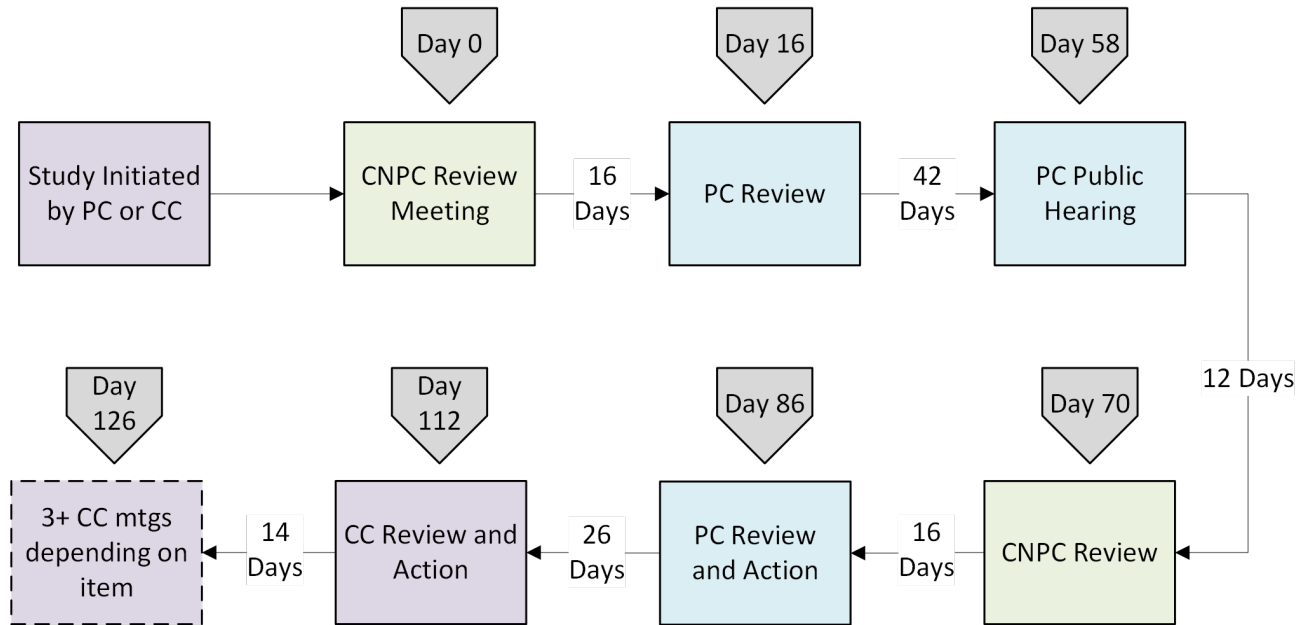 Day 0
Day 16
Day 58
Study Initiated
by PC or CC
CNPC Review
Meeting
16
Days
PC Review
42
Days
PC Public
Hearing
12 Days
Day
126
Day
112
Day 86
Day 70
3+ CC mtgs
depending on
item
14
Days
CC Review and
Action
26
Days
PC Review
and Action
16
Days
CNPC Review